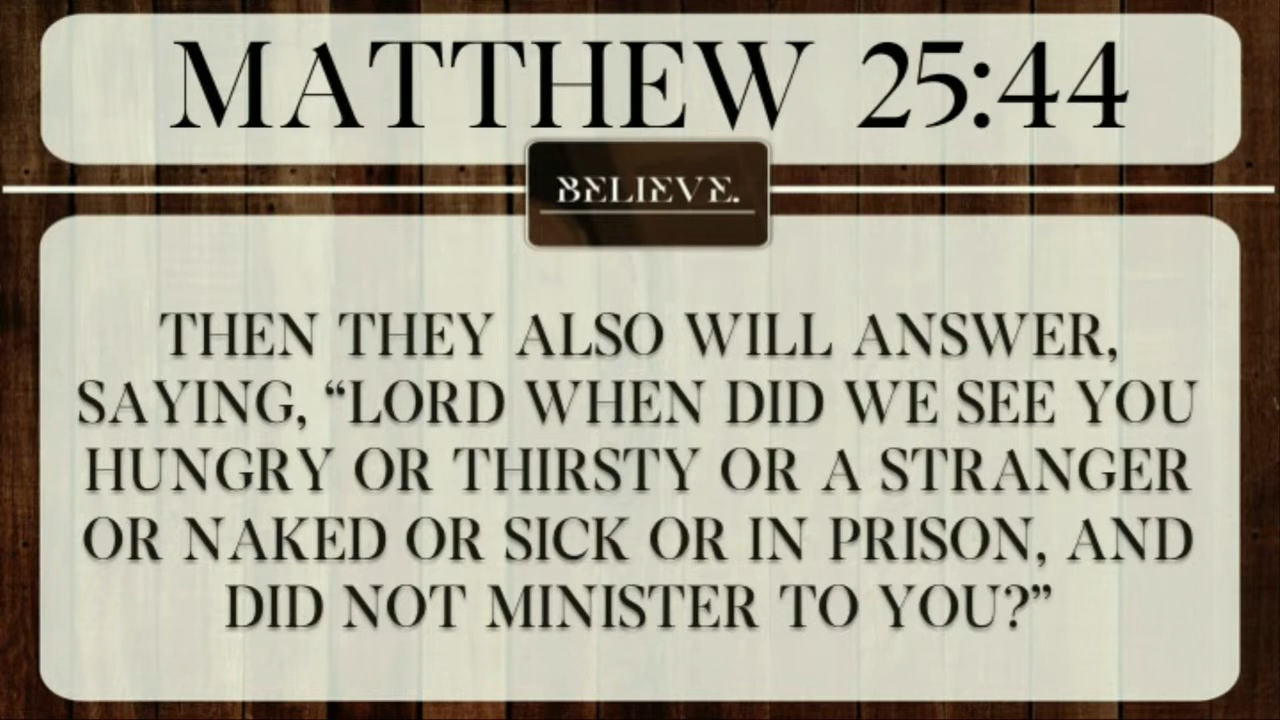 MATTHEW 25:44
BELIEVE.
THEN THEY ALSO WILL ANSWER,
SAYING, “LORD WHEN DID WE SEE YOU
HUNGRY OR THIRSTY OR A STRANGER
OR NAKED OR SICK OR IN PRISON, AND
DID NOT MINISTER TO YOU?”